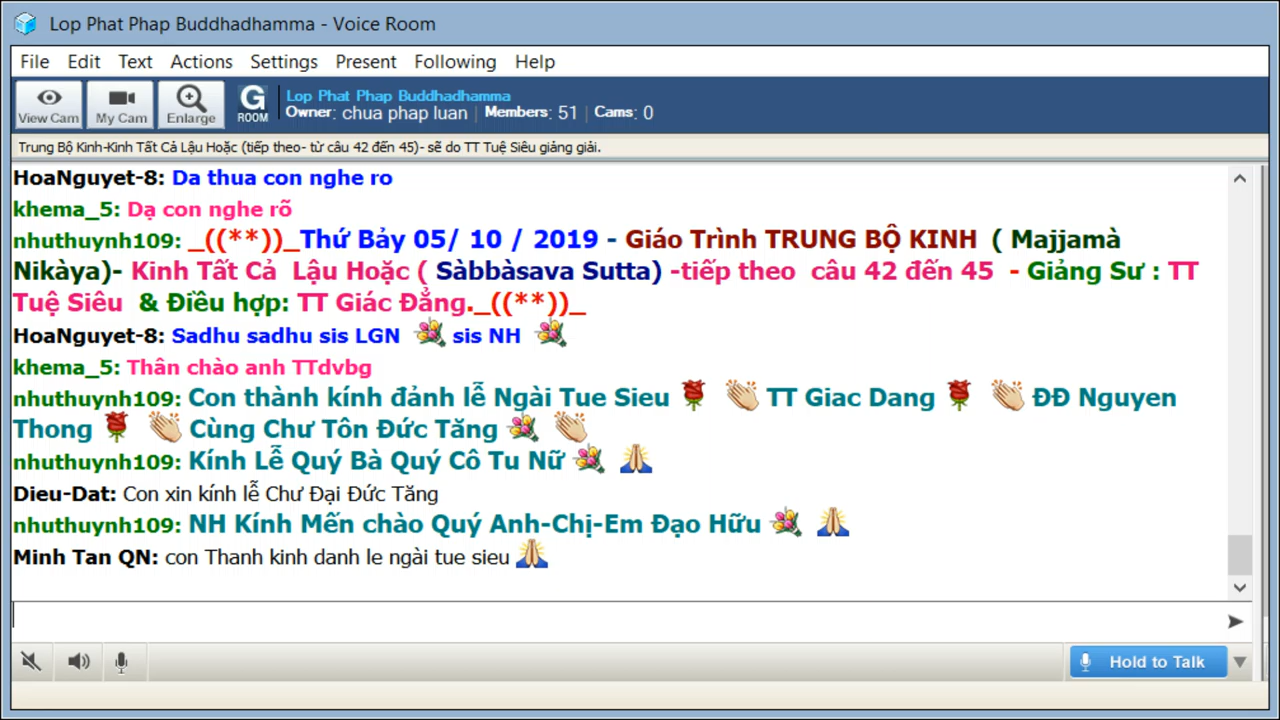 Lop Phat Phap Buddhadhamma - Voice Room
File Edit Text Actions Settings Present Following Help
View Cam My Cam Enlarge G ROOM
Lop Phat Phap Buddhadhamma
Owner: chua phap luan | Members: 51 | Cams: 0
Trung Bộ Kinh-Kinh Tất Cả Lậu Hoặc (tiếp theo- từ câu 42 đến 45)- sẽ do TT Tuệ Siêu giảng giải.
HoaNguyet-8: Da thua con nghe ro
khema_5: Dạ con nghe rõ
nhuthuynh109: _((**))_Thứ Bảy 05/ 10 / 2019 - Giáo Trình TRUNG BỘ KINH ( Majjamà
Nikàya)- Kinh Tất Cả Lậu Hoặc ( Sàbbàsava Sutta) -tiếp theo câu 42 đến 45 - Giảng Sư : TT
Tuệ Siêu & Điều hợp: TT Giác Đẳng._((**))_
HoaNguyet-8: Sadhu sadhu sis LGN sis NH
khema_5: Thân chào anh TTdvbg
nhuthuynh109: Con thành kính đảnh lễ Ngài Tue Sieu TT Giac Dang ĐĐ Nguyen
Thong Cùng Chư Tôn Đức Tăng
nhuthuynh109: Kính Lễ Quý Bà Quý Cô Tu Nữ
Dieu-Dat: Con xin kính lễ Chư Đại Đức Tăng
nhuthuynh109: NH Kính Mến chào Quý Anh-Chị-Em Đạo Hữu
Minh Tan QN: con Thanh kinh danh le ngài tue sieu
Hold to Talk